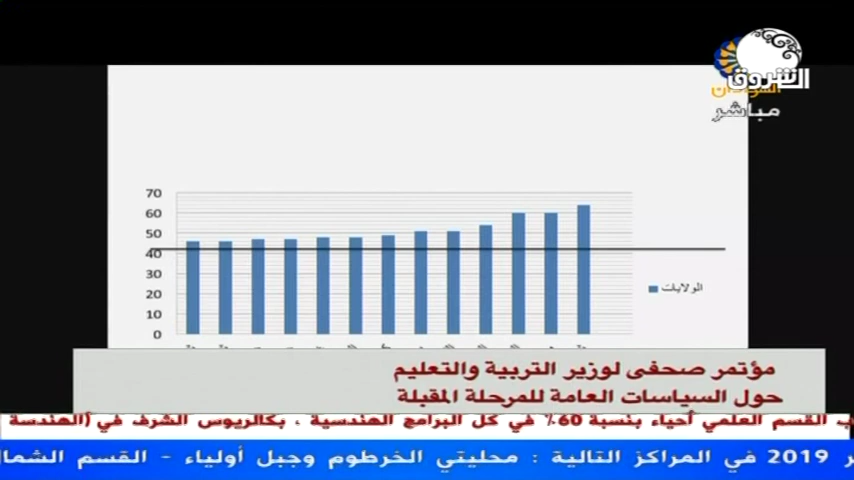 الشروق
السودان
مباشر
70
60
50
40
30
20
10
0
الولايات
مؤتمر صحفى لوزير التربية والتعليم
حول السياسات العامة للمرحلة المقبلة
ب القسم العلمي أحياء بنسبة 60٪ في كل البرامج الهندسية ، بكالريوس الشرف في (الهندسة
ر 2019 في المراكز التالية : محليتي الخرطوم وجبل أولياء - القسم الشمال